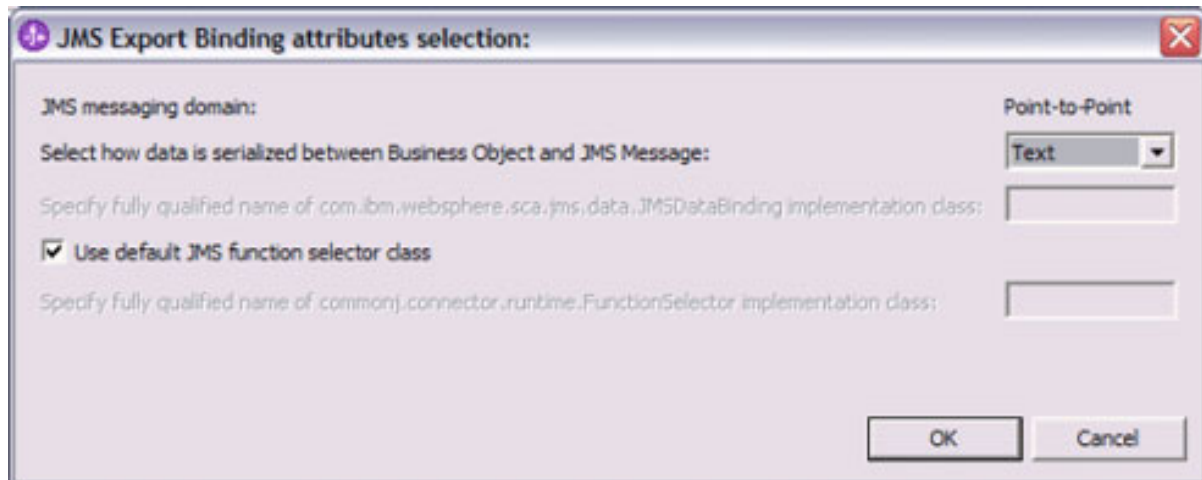 JMS Export Binding attributes selection:
JMS messaging domain: Point-to-Point
Select how data is serialized between Business Object and JMS Message: Text
Specify fully qualified name of com.ibm.websphere.sca.jms.data.JMSDataBinding implementation class:
Use default JMS function selector class
Specify fully qualified name of commonj.connector.runtime.FunctionSelector implementation class:
OK Cancel